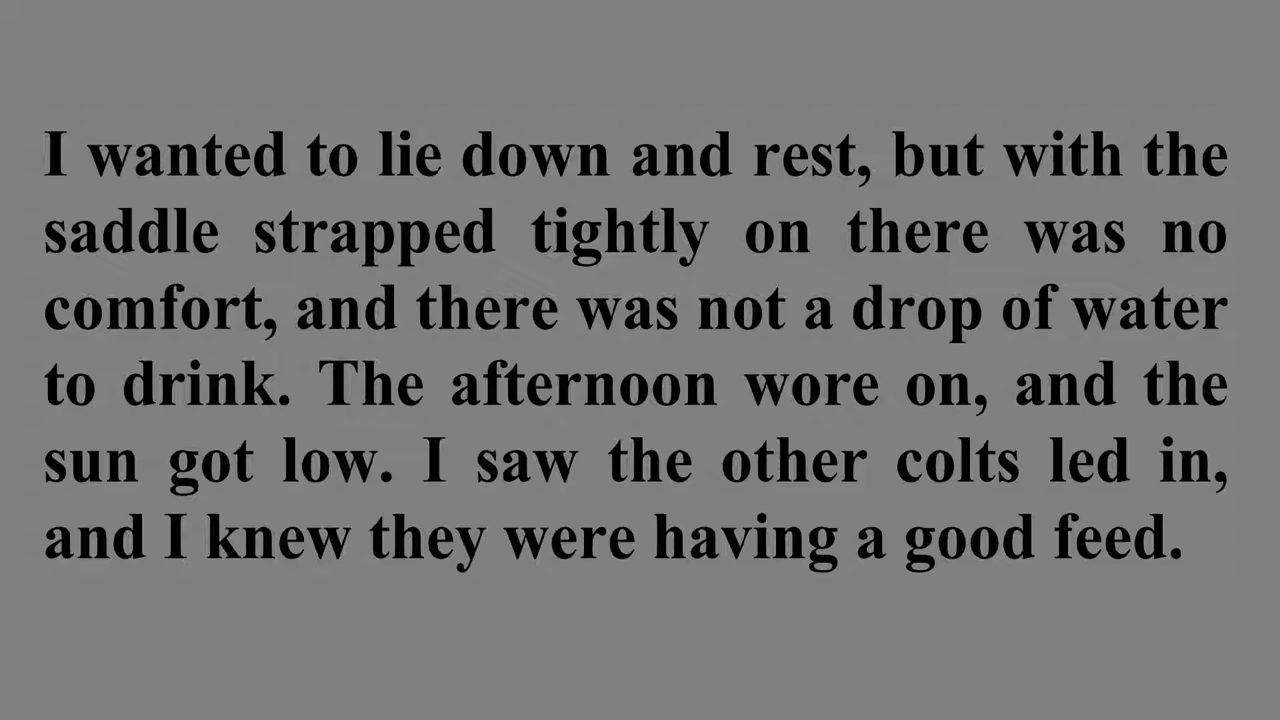 I wanted to lie down and rest, but with the
saddle strapped tightly on there was no
comfort, and there was not a drop of water
to drink. The afternoon wore on, and the
sun got low. I saw the other colts led in,
and I knew they were having a good feed.